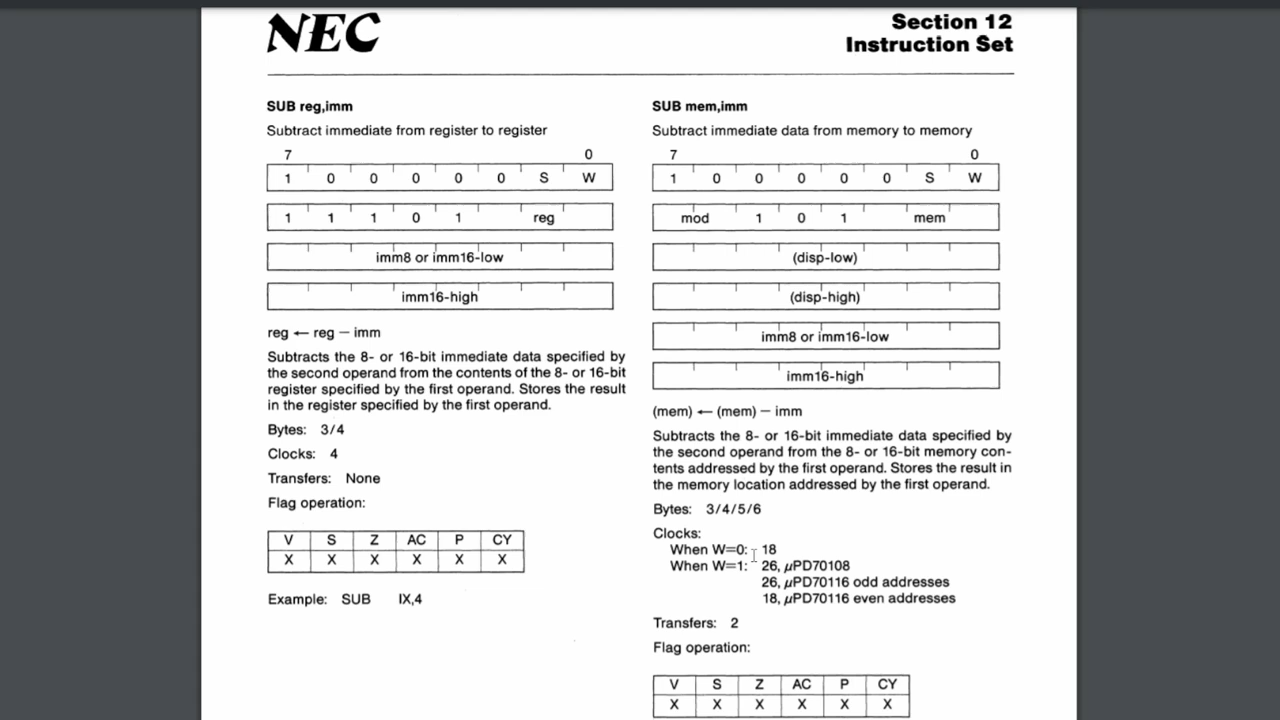 NEC
Section 12
Instruction Set
SUB reg,imm
Subtract immediate from register to register
7 0
1 0 0 0 0 0 S W
1 1 1 0 1 reg
imm8 or imm16-low
imm16-high
reg ← reg — imm
Subtracts the 8- or 16-bit immediate data specified by
the second operand from the contents of the 8- or 16-bit
register specified by the first operand. Stores the result
in the register specified by the first operand.
Bytes: 3/4
Clocks: 4
Transfers: None
Flag operation:
V S Z AC P CY
X X X X X X
Example: SUB IX,4
SUB mem,imm
Subtract immediate data from memory to memory
7 0
1 0 0 0 0 0 S W
mod 1 0 1 mem
(disp-low)
(disp-high)
imm8 or imm16-low
imm16-high
(mem) ← (mem) — imm
Subtracts the 8- or 16-bit immediate data specified by
the second operand from the 8- or 16-bit memory con-
tents addressed by the first operand. Stores the result in
the memory location addressed by the first operand.
Bytes: 3/4/5/6
Clocks:
When W=0: 18
When W=1: 26, μPD70108
26, μPD70116 odd addresses
18, μPD70116 even addresses
Transfers: 2
Flag operation:
V S Z AC P CY
X X X X X X